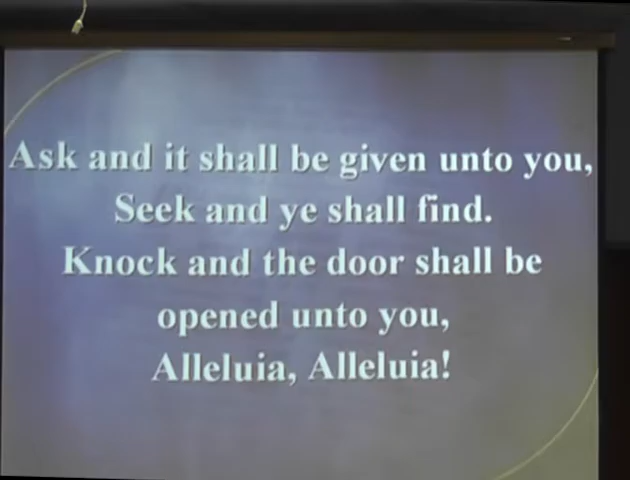 Ask and it shall be given unto you,
Seek and ye shall find.
Knock and the door shall be
opened unto you,
Alleluia, Alleluia!